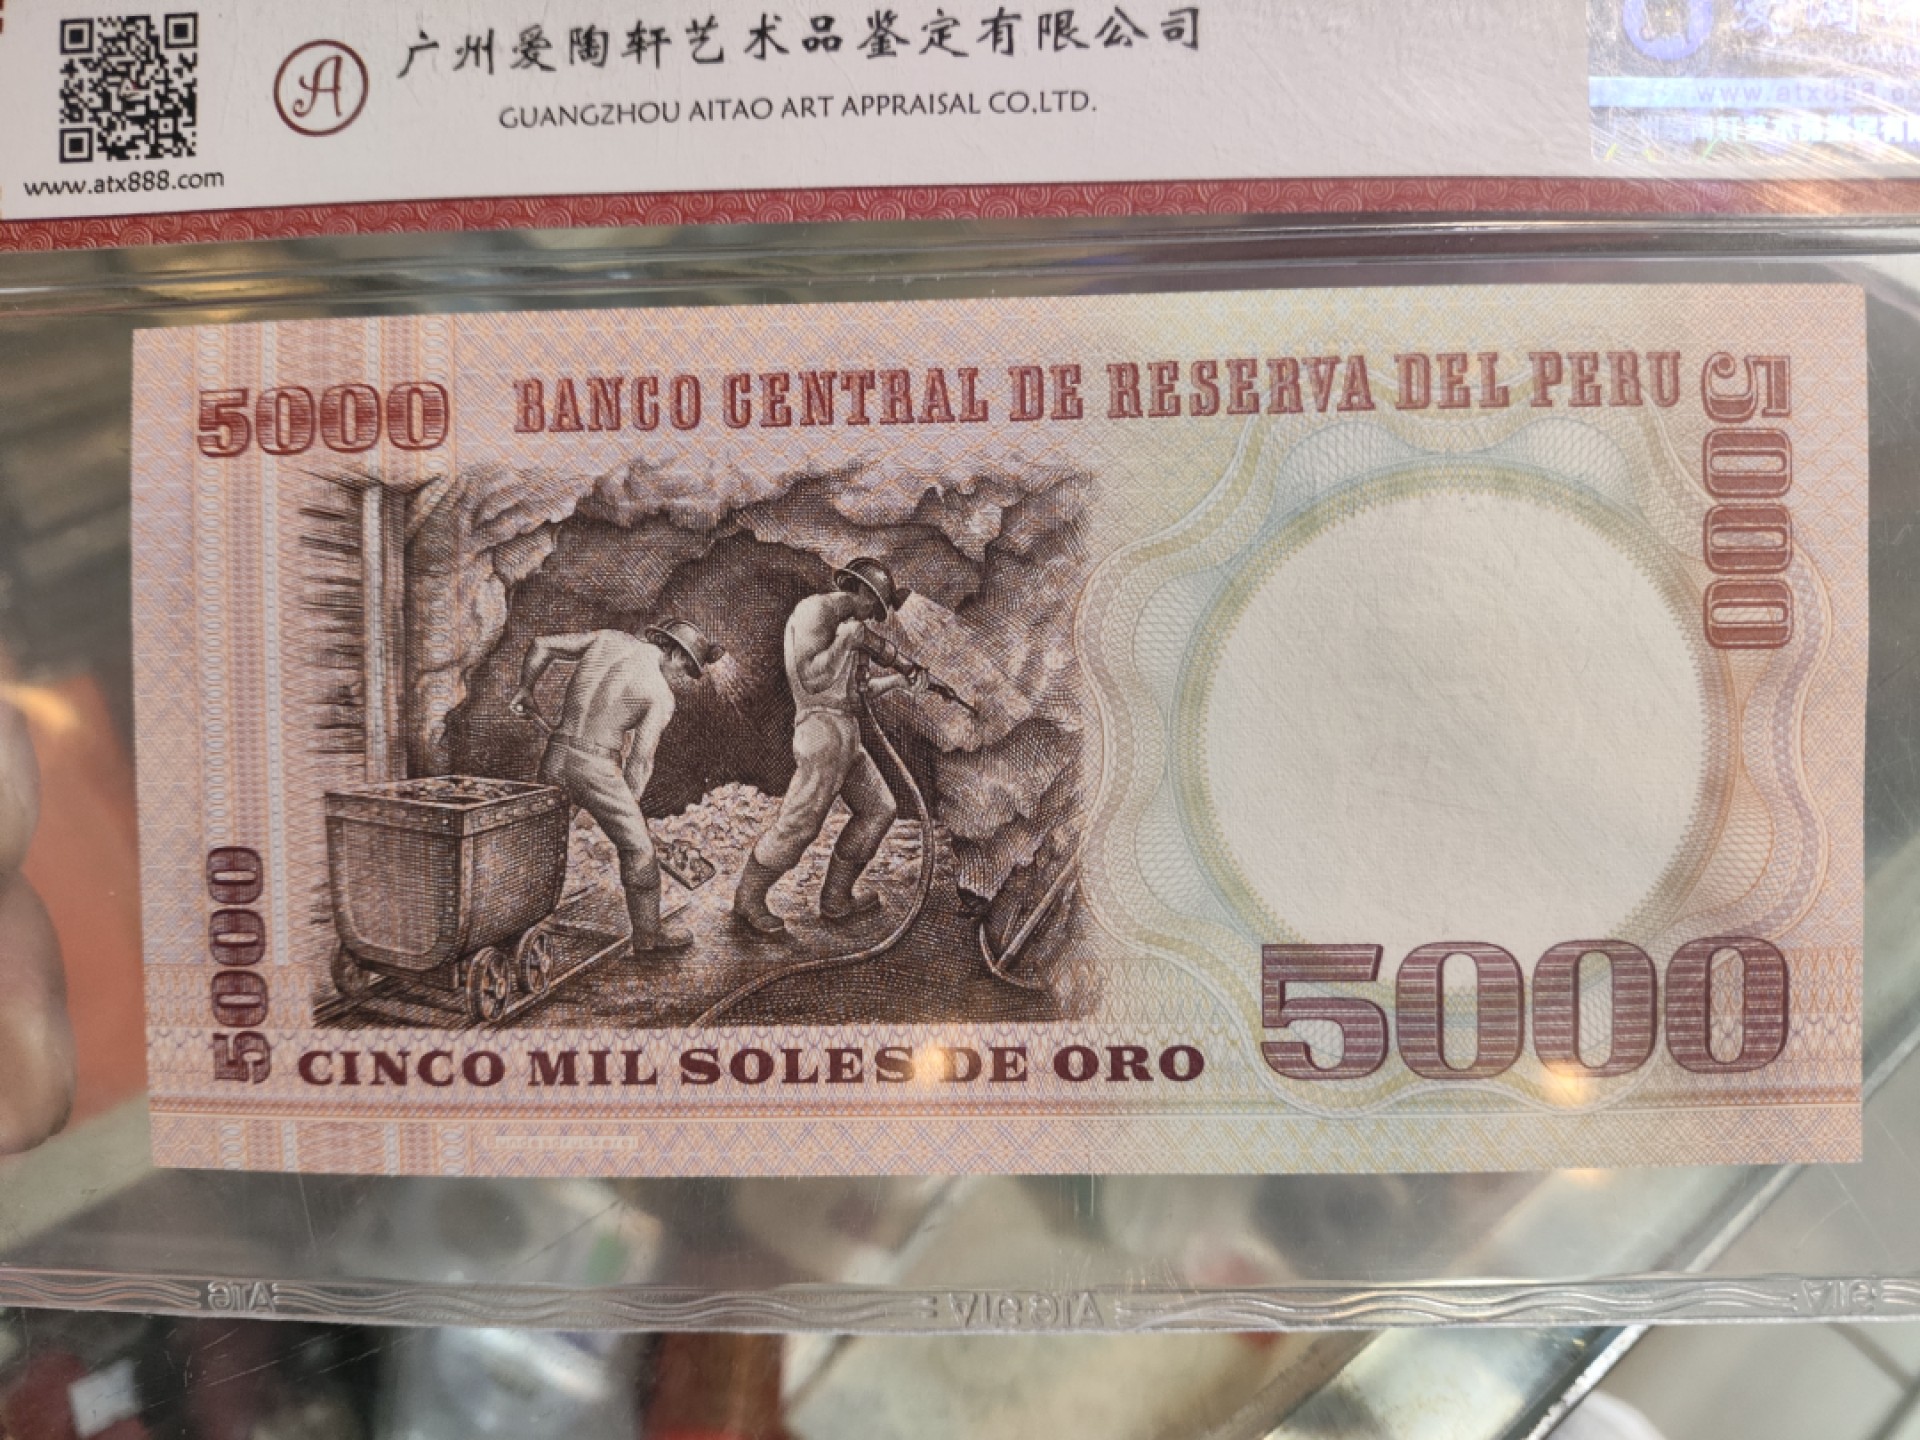 广州爱陶轩艺术品鉴定有限公司
GUANGZHOU AITAO ART APPRAISAL CO.,LTD.
www.atx888.com
A
5000
BANCO CENTRAL DE RESERVA DEL PERU
5000
5000
CINCO MIL SOLES DE ORO
5000
ATG
ATG